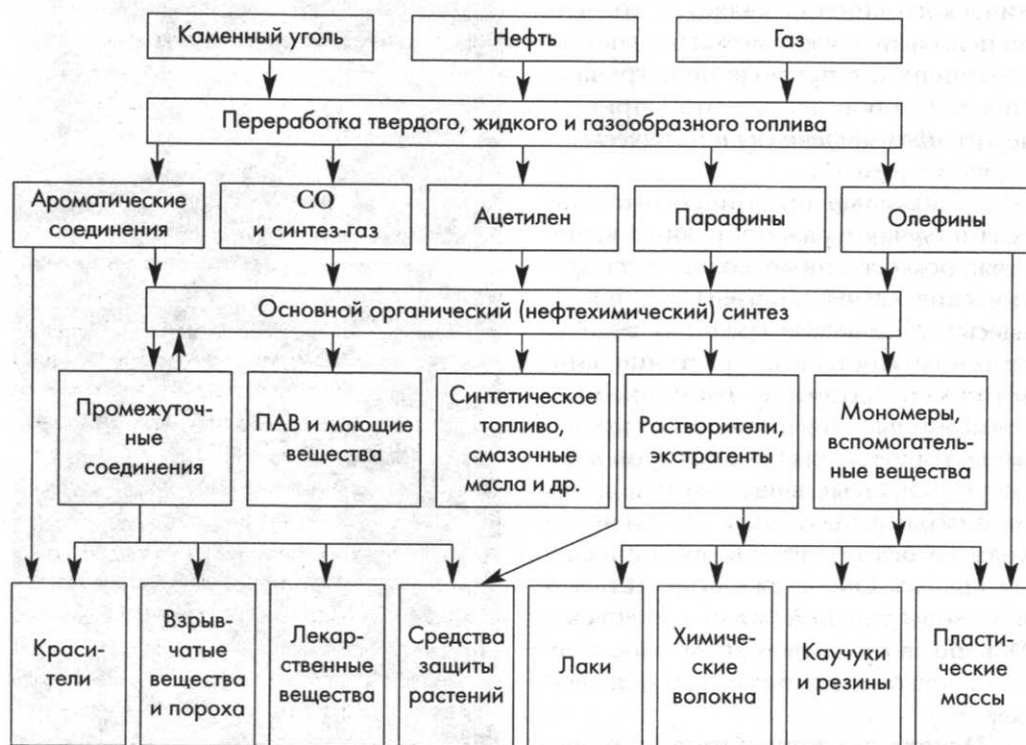 Каменный уголь
Нефть
Газ
Переработка твердого, жидкого и газообразного топлива
Ароматические
соединения
СО
и синтез-газ
Ацетилен
Парафины
Олефины
Основной органический (нефтехимический) синтез
Промежуточ-
ные
соединения
ПАВ и моющие
вещества
Синтетическое
топливо,
смазочные
масла и др.
Растворители,
экстрагенты
Мономеры,
вспомогатель-
ные вещества
Краси-
тели
Взрыв-
чатые
вещества
и пороха
Лекар-
ственные
вещества
Средства
защиты
растений
Лаки
Химиче-
ские
волокна
Каучуки
и резины
Пласти-
ческие
массы